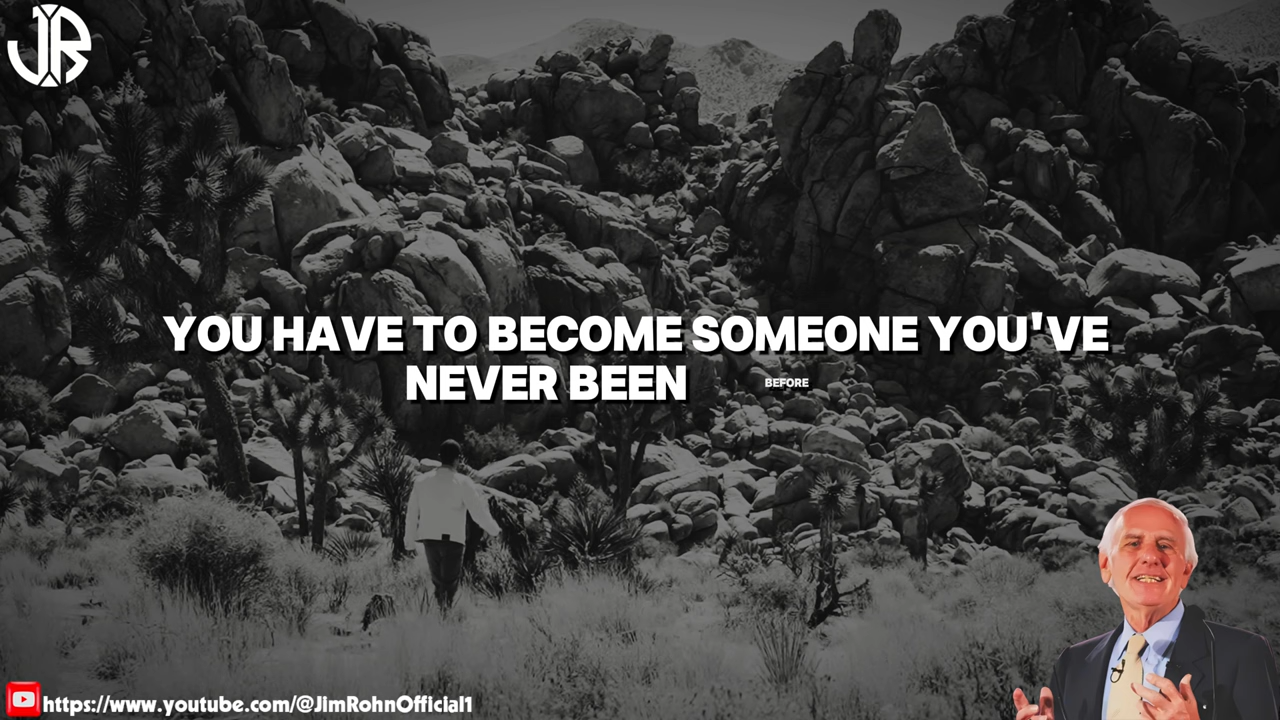 JR
YOU HAVE TO BECOME SOMEONE YOU'VE
NEVER BEEN BEFORE
https://www.youtube.com/@JimRohnOfficial1